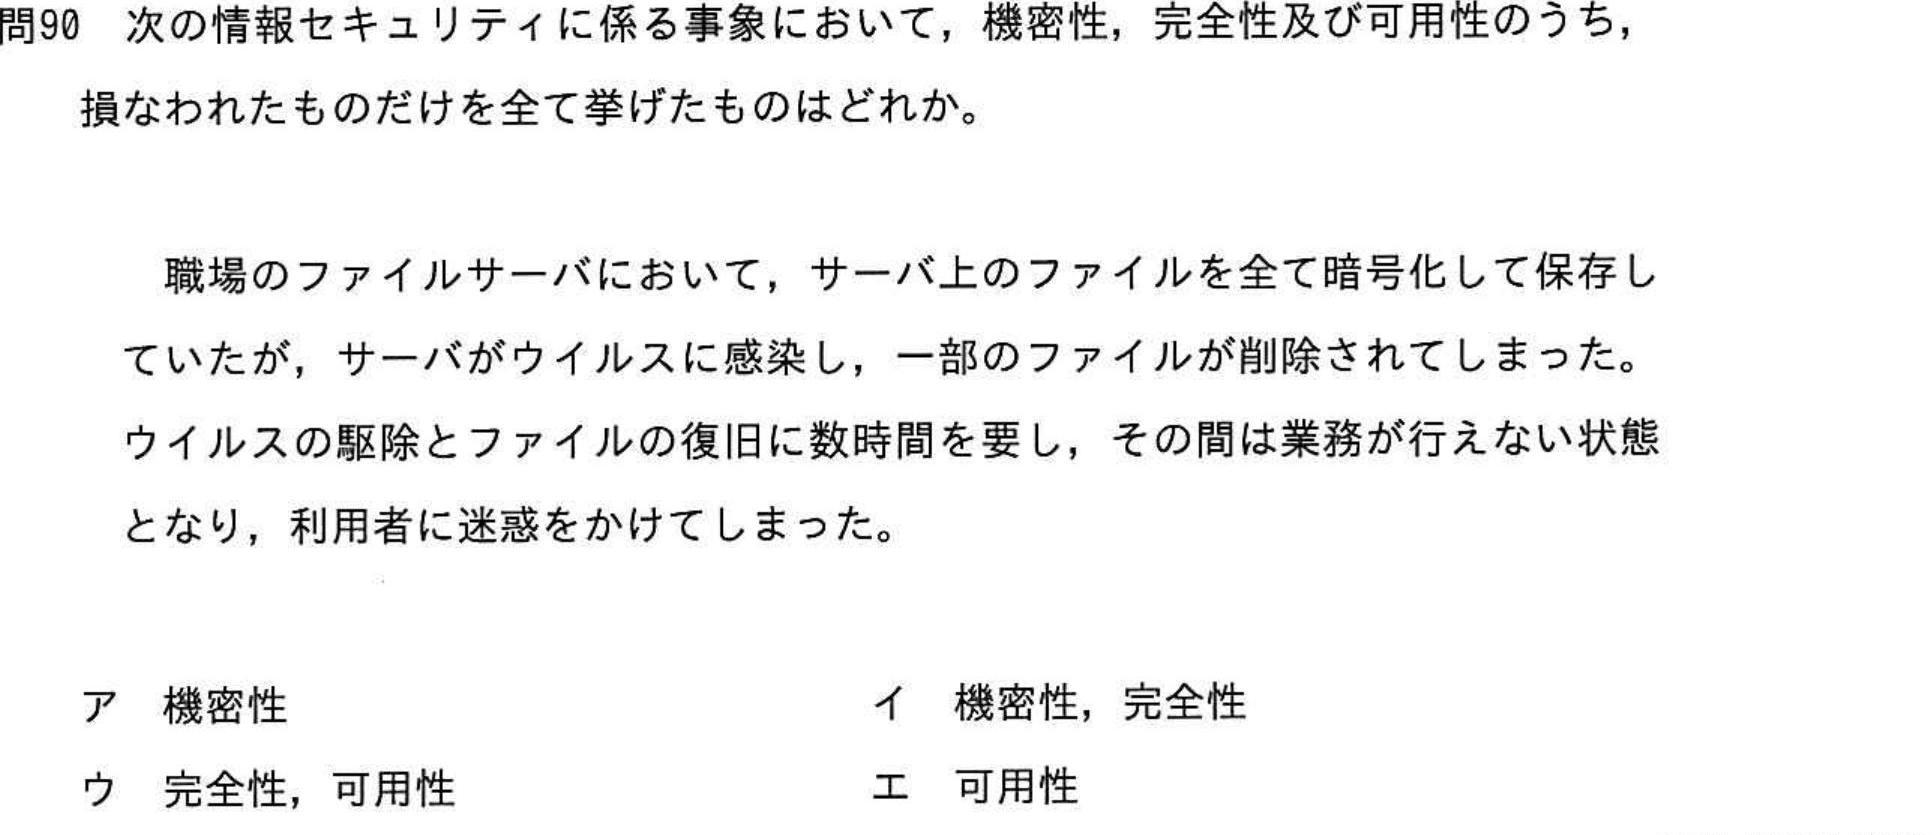 問90　次の情報セキュリティに係る事象において，機密性，完全性及び可用性のうち，
損なわれたものだけを全て挙げたものはどれか。
職場のファイルサーバにおいて，サーバ上のファイルを全て暗号化して保存し
ていたが，サーバがウイルスに感染し，一部のファイルが削除されてしまった。
ウイルスの駆除とファイルの復旧に数時間を要し，その間は業務が行えない状態
となり，利用者に迷惑をかけてしまった。
ア　機密性　イ　機密性，完全性
ウ　完全性，可用性　エ　可用性